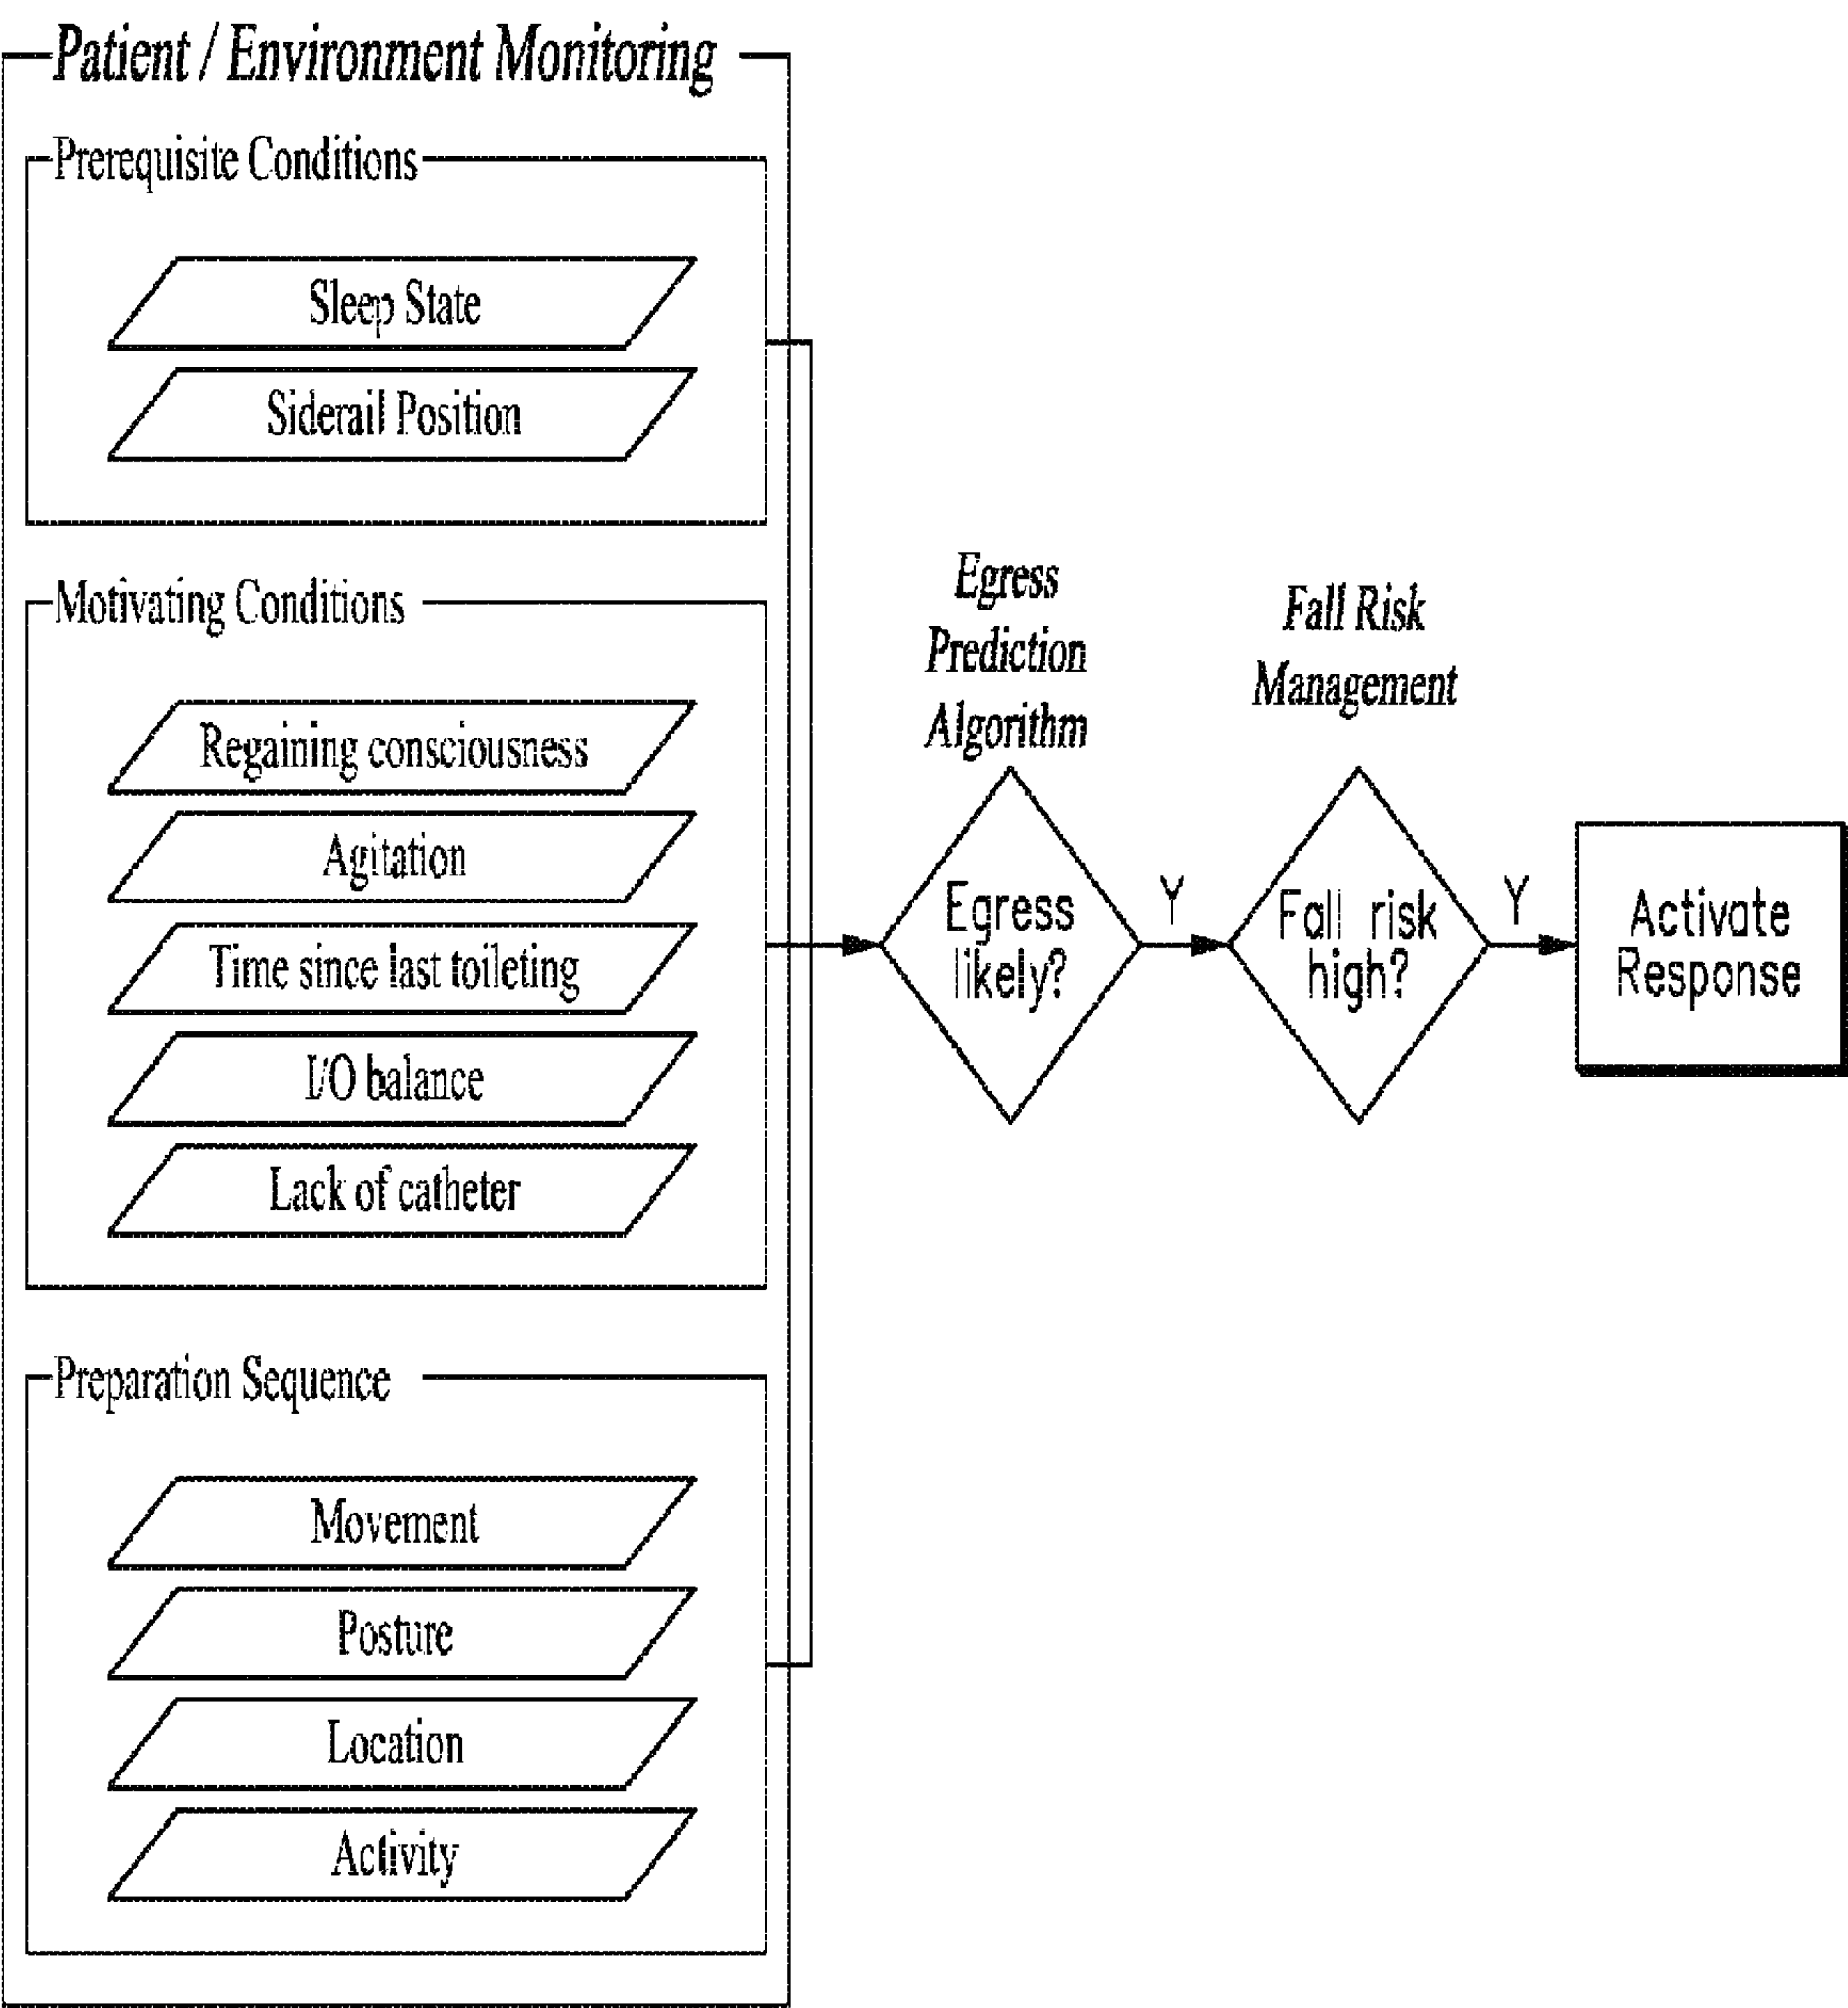 Patient / Environment Monitoring
Prerequisite Conditions
Sleep State
Siderail Position
Motivating Conditions
Regaining consciousness
Agitation
Time since last toileting
I/O balance
Lack of catheter
Preparation Sequence
Movement
Posture
Location
Activity
Egress
Prediction
Algorithm
Egress
likely?
Y
Fall Risk
Management
Fall risk
high?
Y
Activate
Response